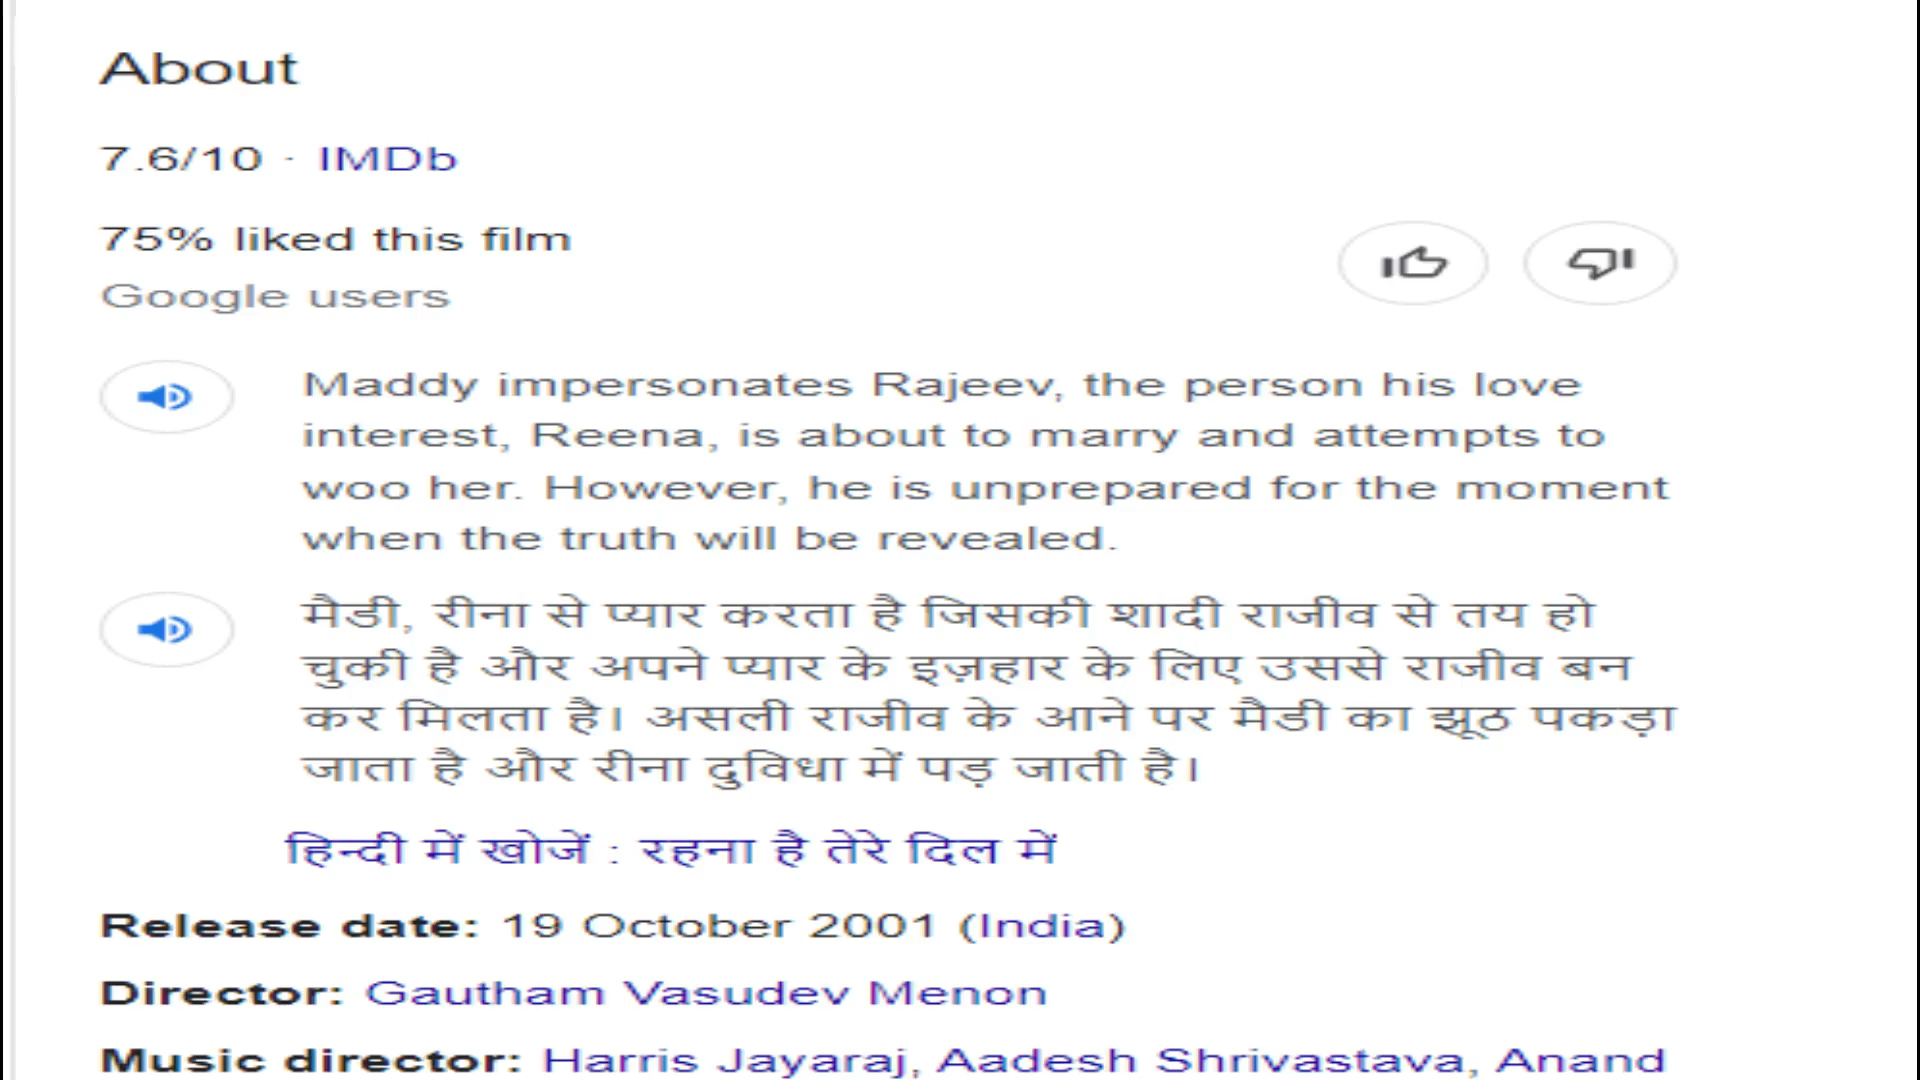 About
7.6/10 · IMDb
75% liked this film
Google users
Maddy impersonates Rajeev, the person his love
interest, Reena, is about to marry and attempts to
woo her. However, he is unprepared for the moment
when the truth will be revealed.
मैडी, रीना से प्यार करता है जिसकी शादी राजीव से तय हो
चुकी है और अपने प्यार के इज़हार के लिए उससे राजीव बन
कर मिलता है। असली राजीव के आने पर मैडी का झूठ पकड़ा
जाता है और रीना दुविधा में पड़ जाती है।
हिन्दी में खोजें : रहना है तेरे दिल में
Release date: 19 October 2001 (India)
Director: Gautham Vasudev Menon
Music director: Harris Jayaraj, Aadesh Shrivastava, Anand